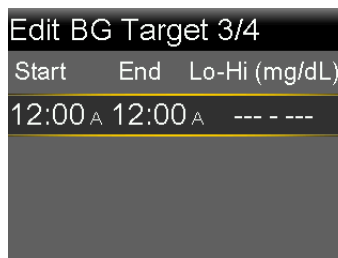 Edit BG Target 3/4
Start End Lo-Hi (mg/dL)
12:00 A 12:00 A --- - ---